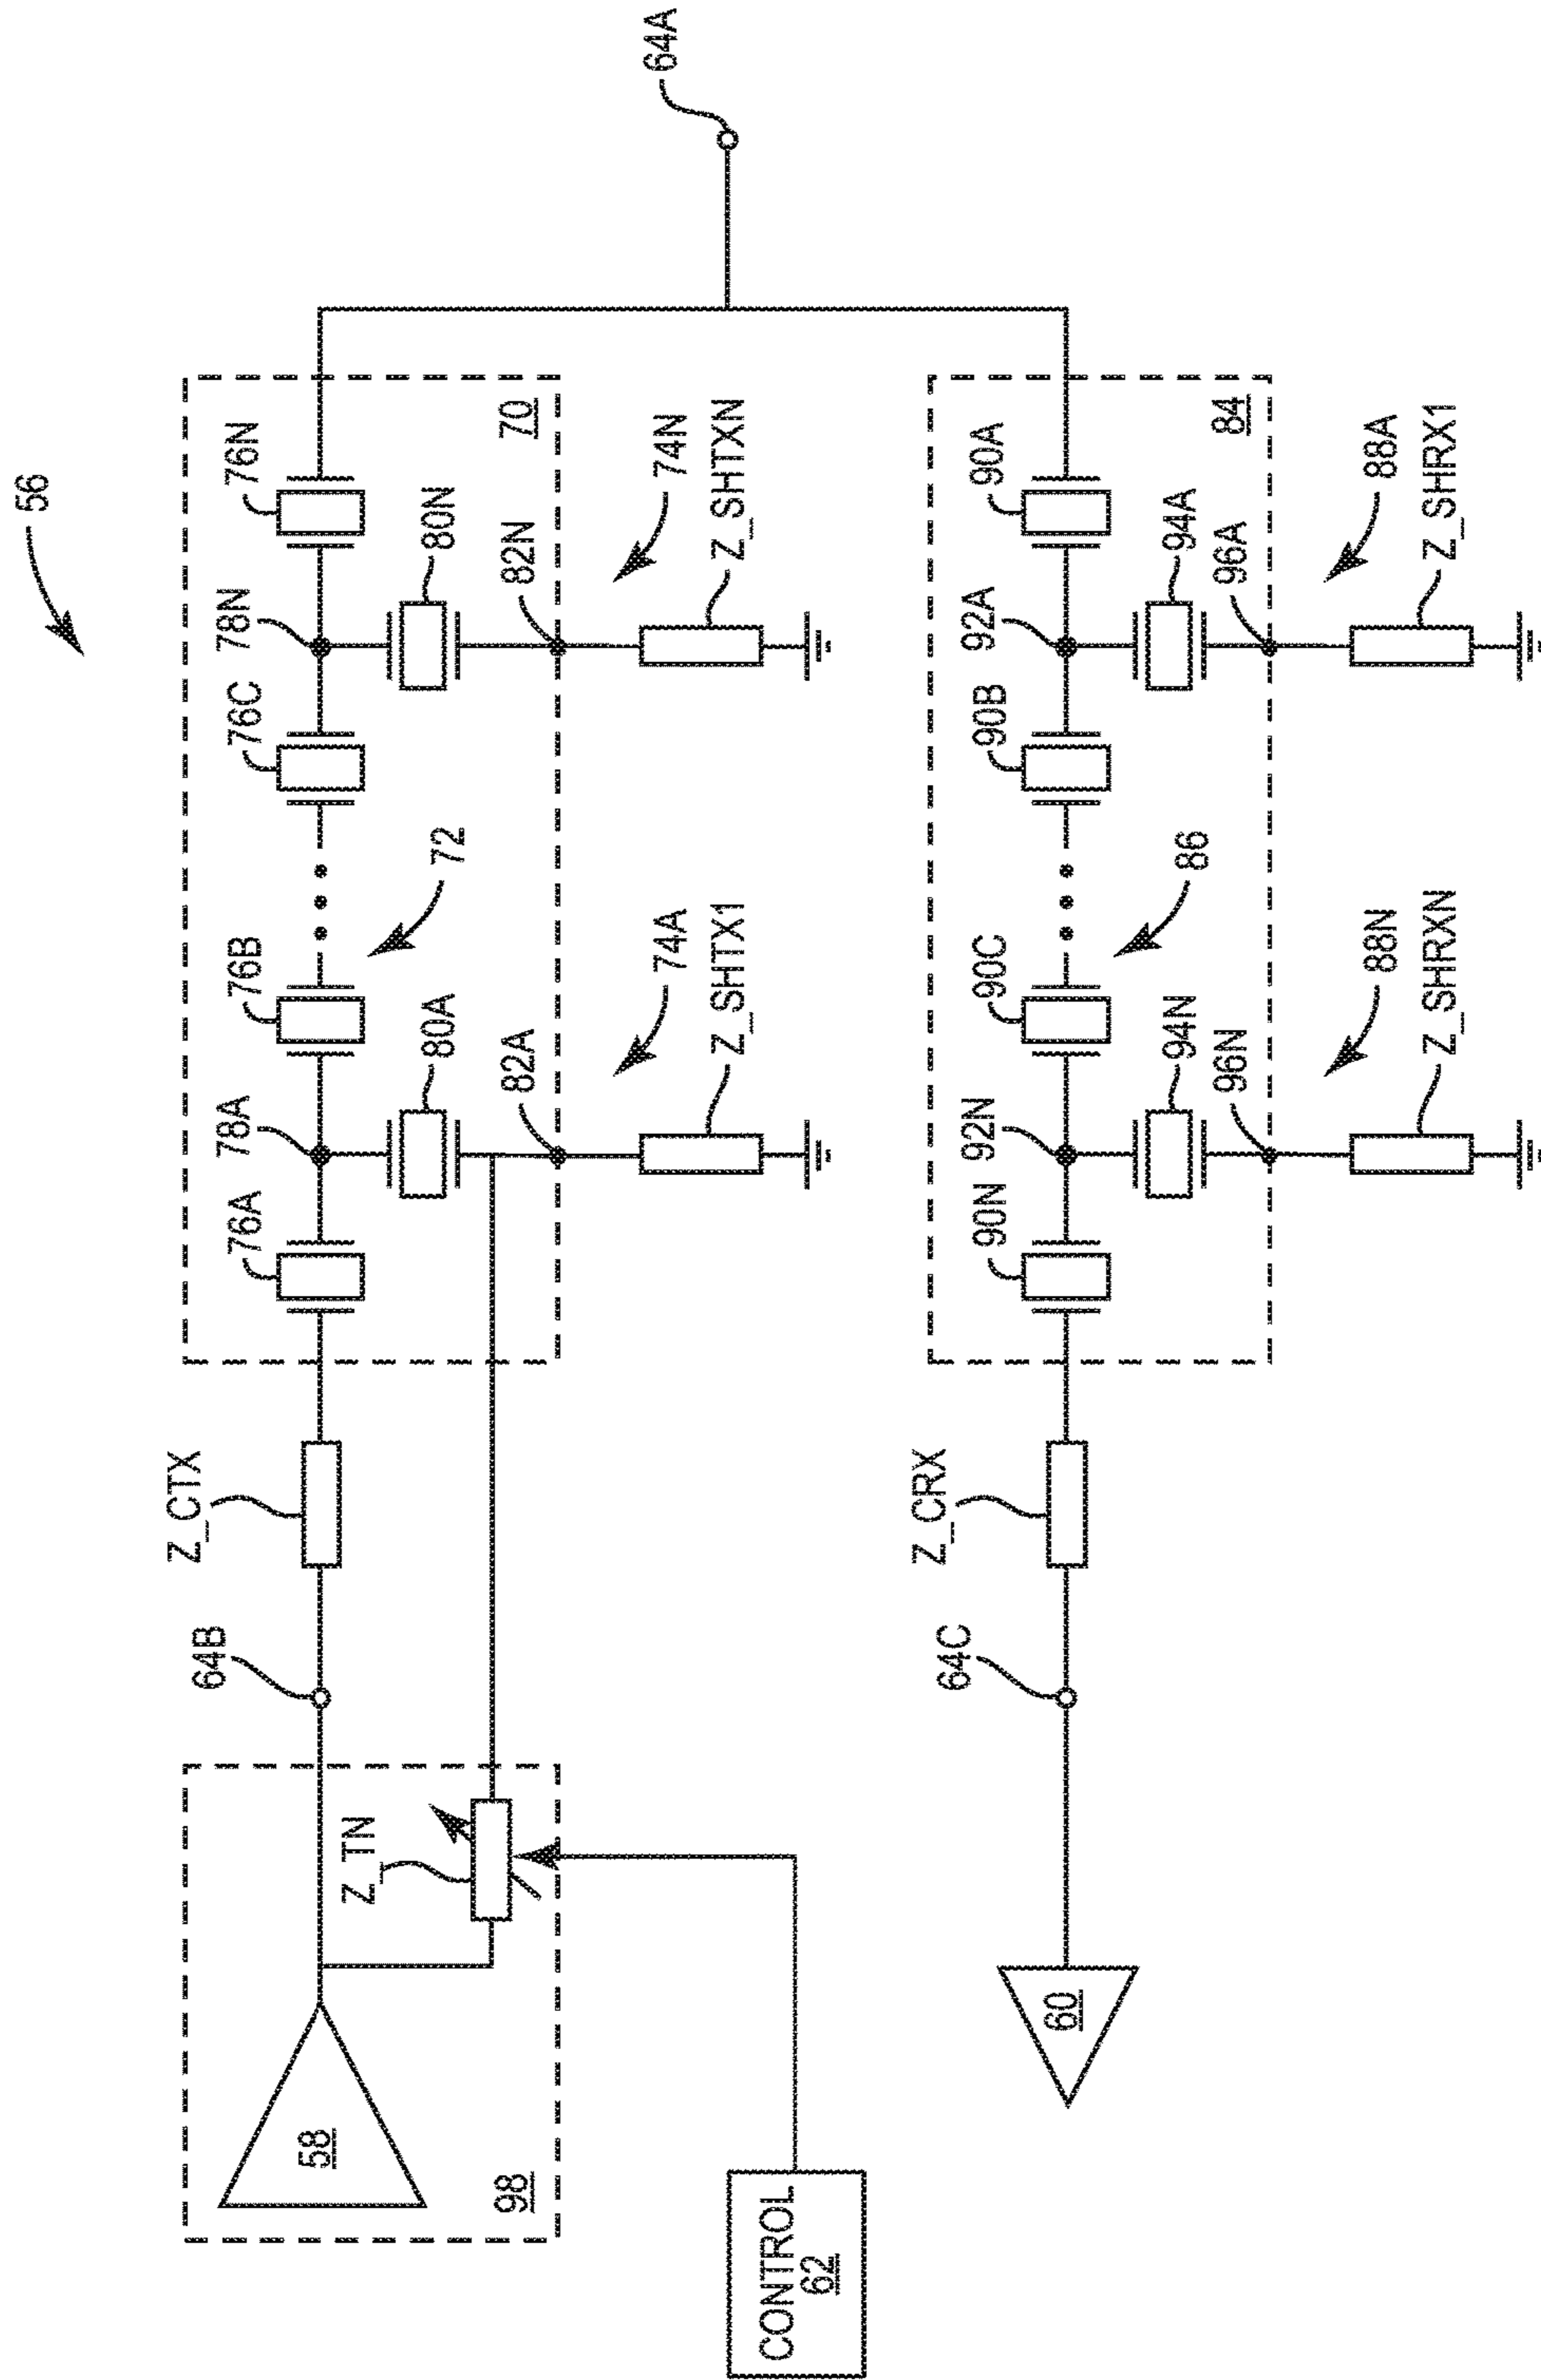 56
64A
76N
78N
76C
72
76B
78A
76A
80N
82N
70
74N
Z_SHTXN
80A
82A
74A
Z_SHTX1
Z_CTX
64B
Z_TN
58
98
CONTROL
62
90A
92A
90B
86
90C
92N
90N
84
94A
96A
88A
Z_SHRX1
94N
96N
88N
Z_SHRXN
Z_CRX
64C
60